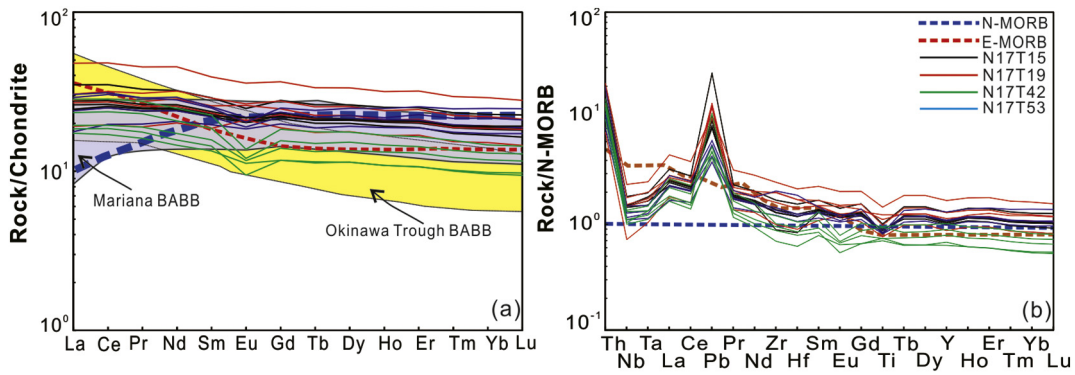 Rock/Chondrite
10²
10¹
10⁰
Mariana BABB
Okinawa Trough BABB
(a)
La Ce Pr Nd Sm Eu Gd Tb Dy Ho Er Tm Yb Lu
Rock/N-MORB
10²
10¹
10⁰
10⁻¹
N-MORB
E-MORB
N17T15
N17T19
N17T42
N17T53
(b)
Th Ta Ce Pr Zr Sm Gd Tb Y Er Yb
Nb La Pb Nd Hf Eu Ti Dy Ho Tm Lu